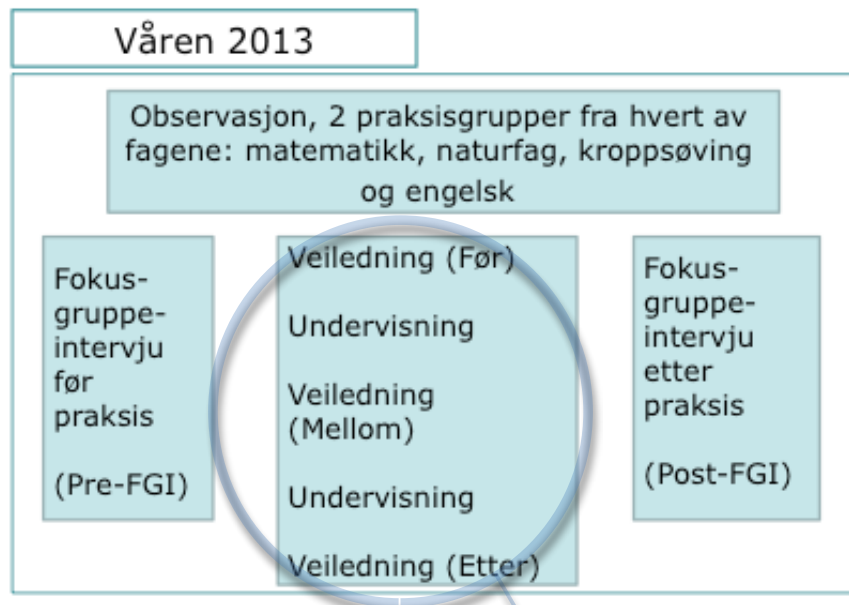 Våren 2013
Observasjon, 2 praksisgrupper fra hvert av
fagene: matematikk, naturfag, kroppsøving
og engelsk
Fokus-
gruppe-
intervju
før
praksis
(Pre-FGI)
Veiledning (Før)
Undervisning
Veiledning
(Mellom)
Undervisning
Veiledning (Etter)
Fokus-
gruppe-
intervju
etter
praksis
(Post-FGI)